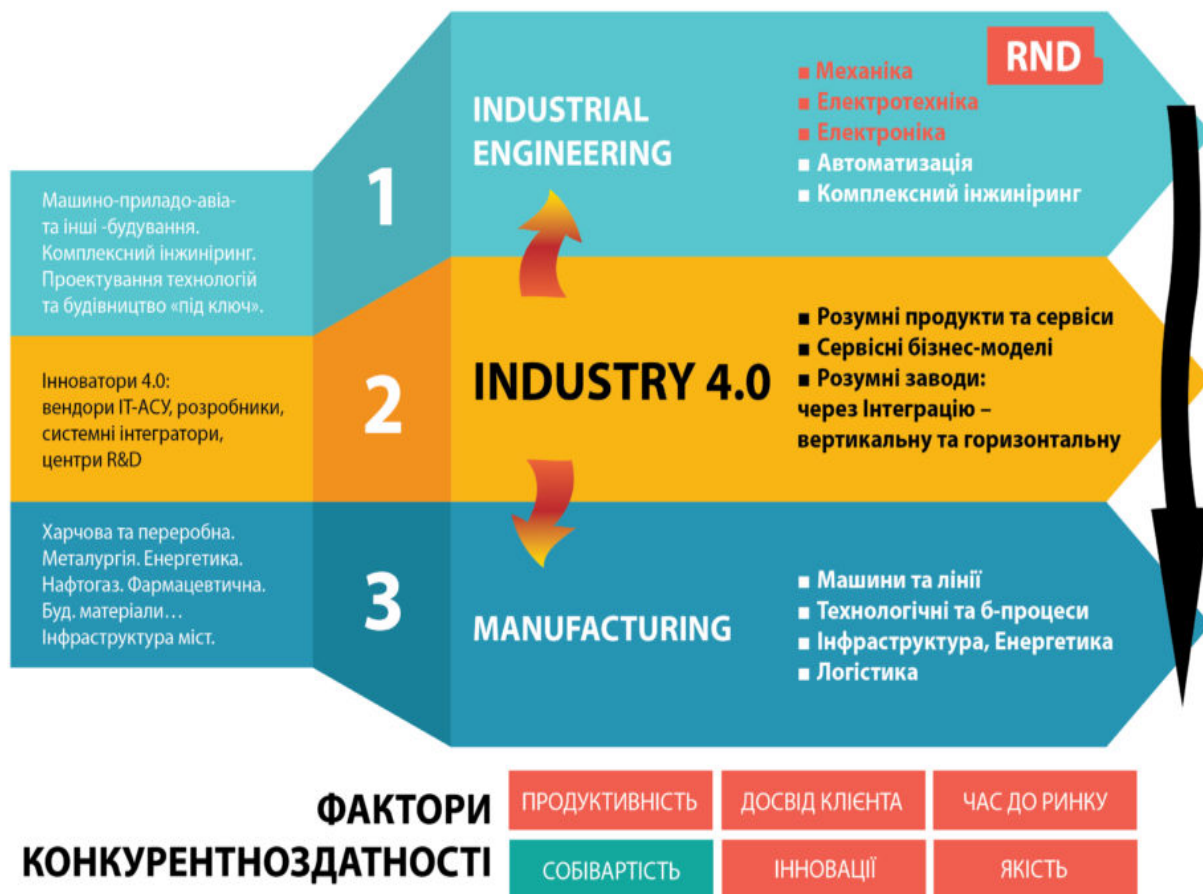 Машино-приладо-авіа-
та інші -будування.
Комплексний інжиніринг.
Проектування технологій
та будівництво «під ключ».
1
INDUSTRIAL
ENGINEERING
RND
■ Механіка
■ Електротехніка
■ Електроніка
■ Автоматизація
■ Комплексний інжиніринг
Інноватори 4.0:
вендори ІТ-АСУ, розробники,
системні інтегратори,
центри R&D
2
INDUSTRY 4.0
■ Розумні продукти та сервіси
■ Сервісні бізнес-моделі
■ Розумні заводи:
через Інтеграцію –
вертикальну та горизонтальну
Харчова та переробна.
Металургія. Енергетика.
Нафтогаз. Фармацевтична.
Буд. матеріали…
Інфраструктура міст.
3
MANUFACTURING
■ Машини та лінії
■ Технологічні та б-процеси
■ Інфраструктура, Енергетика
■ Логістика
ФАКТОРИ
КОНКУРЕНТНОЗДАТНОСТІ
ПРОДУКТИВНІСТЬ
ДОСВІД КЛІЄНТА
ЧАС ДО РИНКУ
СОБІВАРТІСТЬ
ІННОВАЦІЇ
ЯКІСТЬ